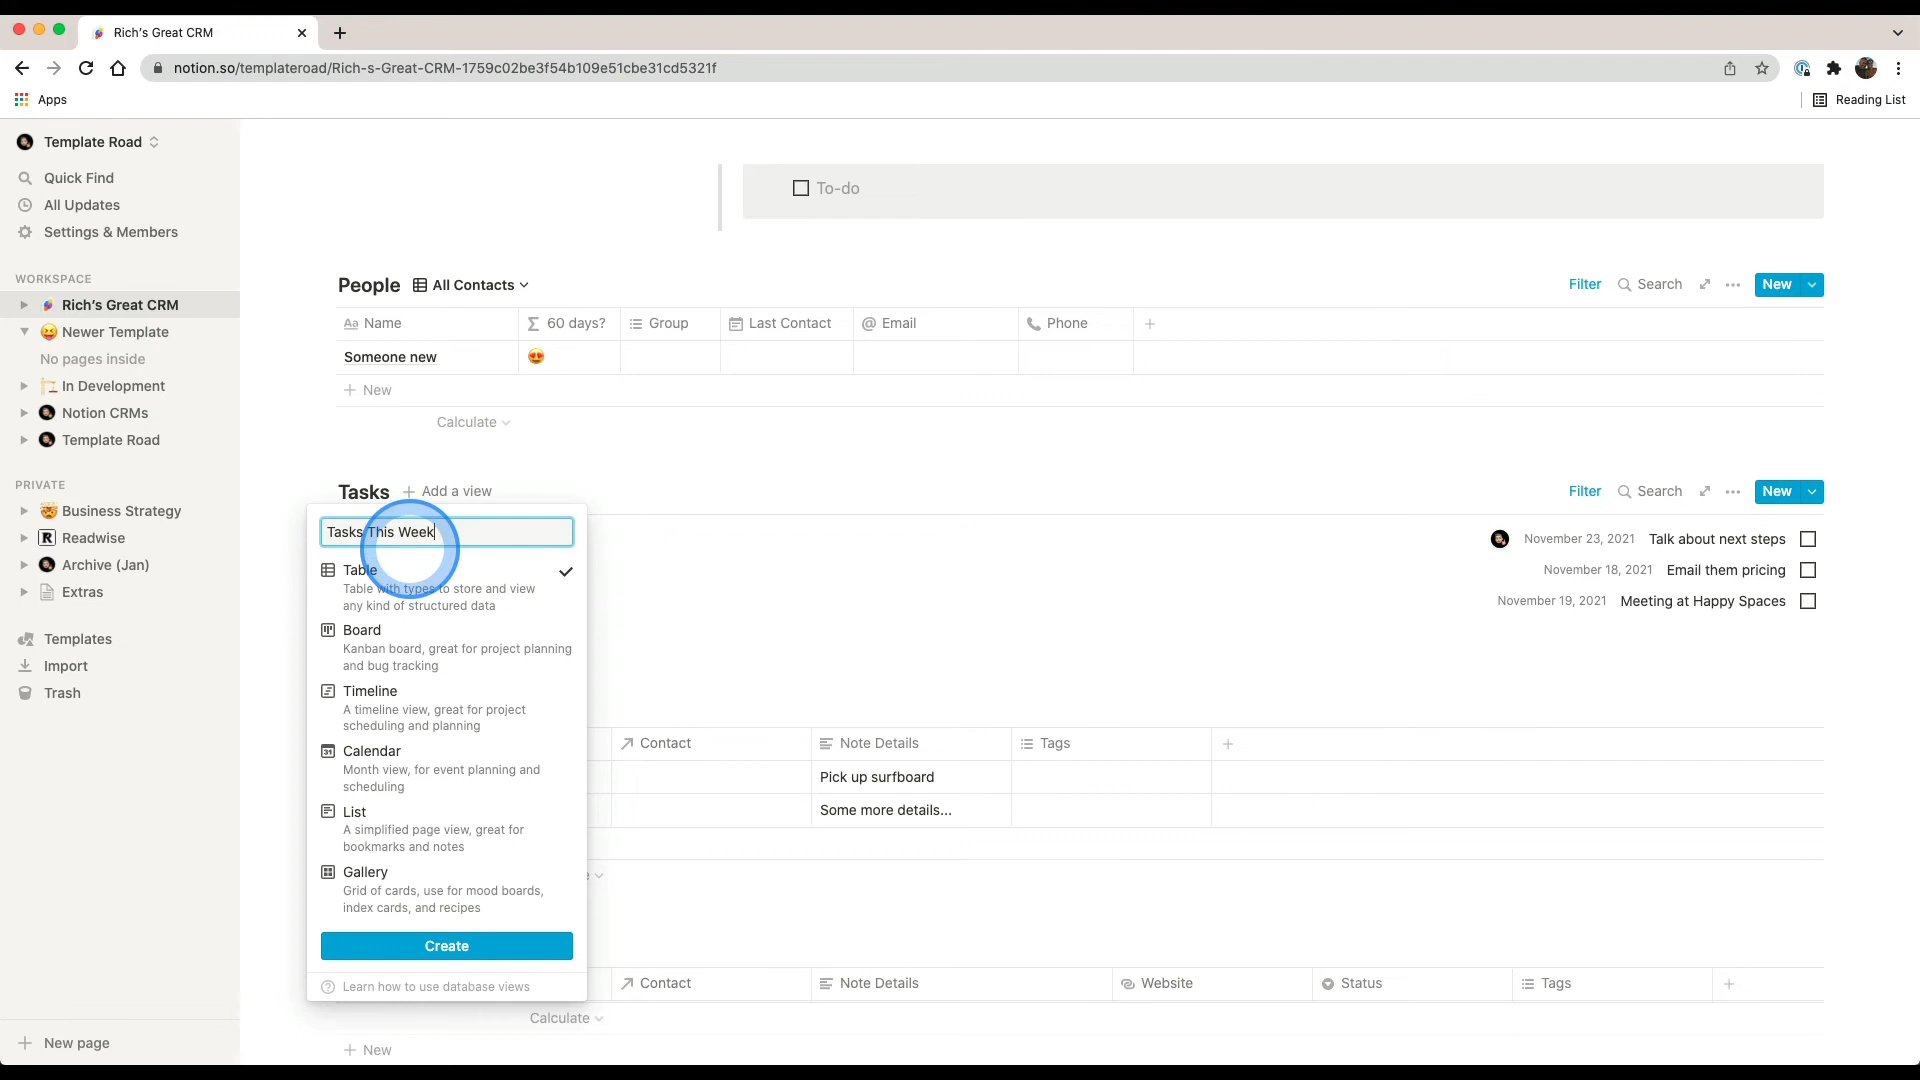 Rich's Great CRM
notion.so/templateroad/Rich-s-Great-CRM-1759c02be3f54b109e51cbe31cd5321f
Apps
Reading List
Template Road
Quick Find
All Updates
Settings & Members
WORKSPACE
Rich's Great CRM
Newer Template
No pages inside
In Development
Notion CRMs
Template Road
PRIVATE
Business Strategy
Readwise
Archive (Jan)
Extras
Templates
Import
Trash
New page
To-do
People All Contacts
Filter Search New
Aa Name 60 days? Group Last Contact @ Email Phone
Someone new
New
Calculate
Tasks Add a view
Filter Search New
Tasks This Week
Table
Table with types to store and view
any kind of structured data
Board
Kanban board, great for project planning
and bug tracking
Timeline
A timeline view, great for project
scheduling and planning
Calendar
Month view, for event planning and
scheduling
List
A simplified page view, great for
bookmarks and notes
Gallery
Grid of cards, use for mood boards,
index cards, and recipes
Create
Learn how to use database views
November 23, 2021 Talk about next steps
November 18, 2021 Email them pricing
November 19, 2021 Meeting at Happy Spaces
Contact Note Details Tags
Pick up surfboard
Some more details...
Contact Note Details Website Status Tags
Calculate
New